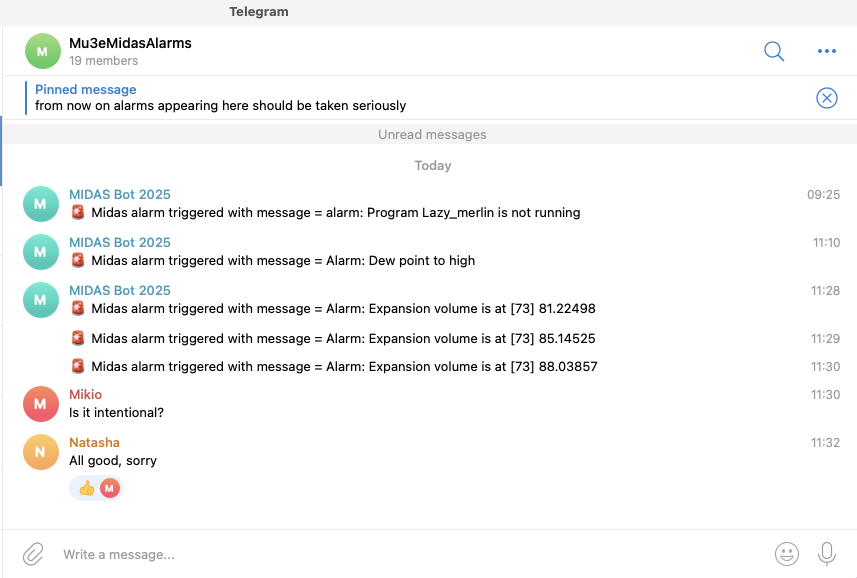 Telegram
M
Mu3eMidasAlarms
19 members
Pinned message
from now on alarms appearing here should be taken seriously
Unread messages
Today
M
MIDAS Bot 2025 09:25
🚨 Midas alarm triggered with message = alarm: Program Lazy_merlin is not running
M
MIDAS Bot 2025 11:10
🚨 Midas alarm triggered with message = Alarm: Dew point to high
M
MIDAS Bot 2025 11:28
🚨 Midas alarm triggered with message = Alarm: Expansion volume is at [73] 81.22498
🚨 Midas alarm triggered with message = Alarm: Expansion volume is at [73] 85.14525 11:29
🚨 Midas alarm triggered with message = Alarm: Expansion volume is at [73] 88.03857 11:30
M
Mikio 11:30
Is it intentional?
N
Natasha 11:32
All good, sorry
👍 M
Write a message...